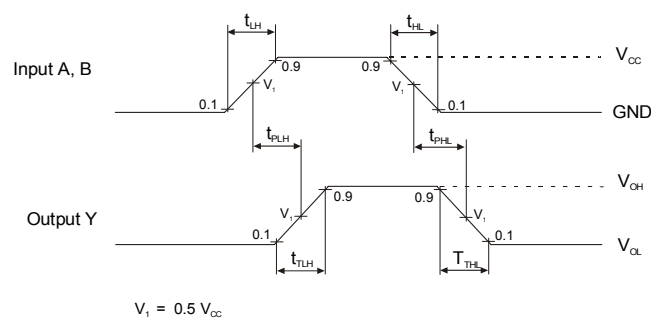 tLH tHL
Input A, B 0.9 0.9 VCC
V1 V1
0.1 0.1 GND
tPLH tPHL
Output Y 0.9 0.9 VOH
V1 V1
0.1 0.1 VOL
tTLH TTHL
V1 = 0.5 VCC